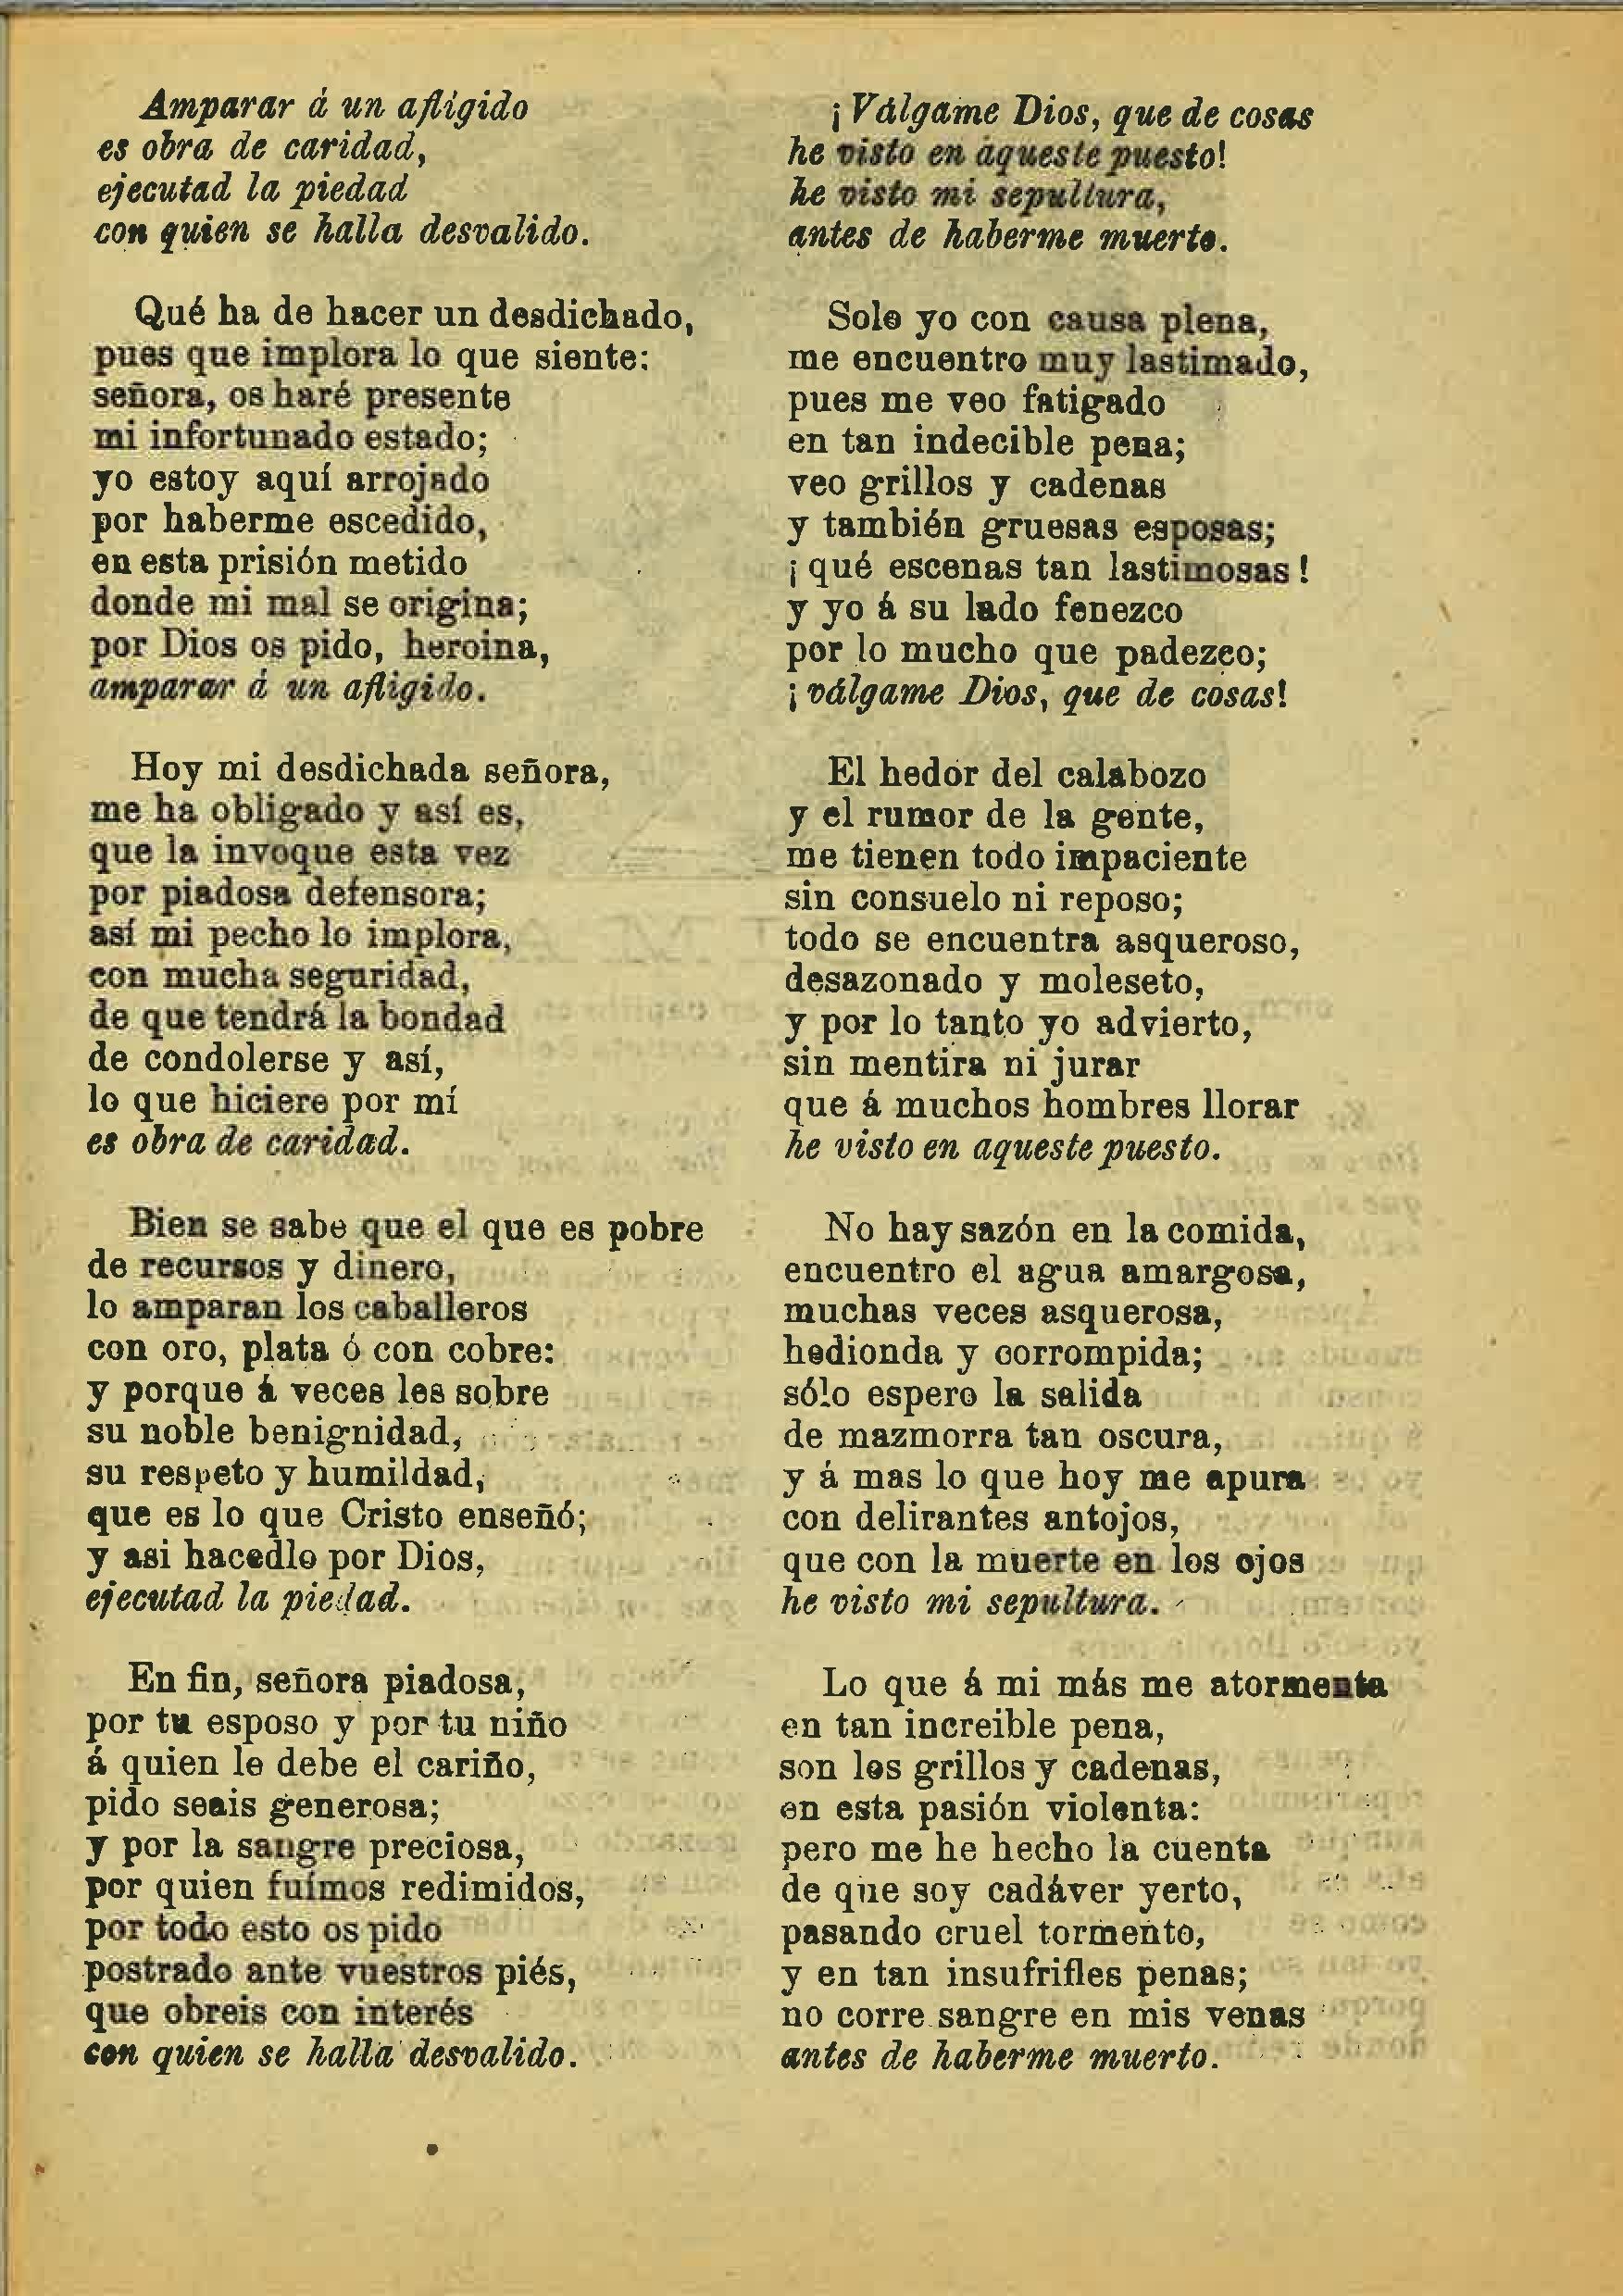 Amparar á un afligido
es obra de caridad,
ejecutad la piedad
con quien se halla desvalido.

Qué ha de hacer un desdichado,
pues que implora lo que siente:
señora, os haré presente
mi infortunado estado;
yo estoy aquí arrojado
por haberme escedido,
en esta prisión metido
donde mi mal se origina;
por Dios os pido, heroina,
amparar á un afligido.

Hoy mi desdichada señora,
me ha obligado y así es,
que la invoque esta vez
por piadosa defensora;
así mi pecho lo implora,
con mucha seguridad,
de que tendrá la bondad
de condolerse y así,
lo que hiciere por mí
es obra de caridad.

Bien se sabe que el que es pobre
de recursos y dinero,
lo amparan los caballeros
con oro, plata ó con cobre:
y porque á veces les sobre
su noble benignidad,
su respeto y humildad,
que es lo que Cristo enseñó;
y asi hacedlo por Dios,
ejecutad la piedad.

En fin, señora piadosa,
por tu esposo y por tu niño
á quien le debe el cariño,
pido seais generosa;
y por la sangre preciosa,
por quien fuímos redimidos,
por todo esto os pido
postrado ante vuestros piés,
que obreis con interés
con quien se halla desvalido.

¡Válgame Dios, que de cosas
he visto en aqueste puesto!
he visto mi sepultura,
antes de haberme muerto.

Solo yo con causa plena,
me encuentro muy lastimado,
pues me veo fatigado
en tan indecible pena;
veo grillos y cadenas
y también gruesas esposas;
¡qué escenas tan lastimosas!
y yo á su lado fenezco
por lo mucho que padezco;
¡válgame Dios, que de cosas!

El hedor del calabozo
y el rumor de la gente,
me tienen todo impaciente
sin consuelo ni reposo;
todo se encuentra asqueroso,
desazonado y moleseto,
y por lo tanto yo advierto,
sin mentira ni jurar
que á muchos hombres llorar
he visto en aqueste puesto.

No hay sazón en la comida,
encuentro el agua amargosa,
muchas veces asquerosa,
hedionda y corrompida;
sólo espero la salida
de mazmorra tan oscura,
y á mas lo que hoy me apura
con delirantes antojos,
que con la muerte en los ojos
he visto mi sepultura.

Lo que á mi más me atormenta
en tan increible pena,
son los grillos y cadenas,
en esta pasión violenta:
pero me he hecho la cuenta
de que soy cadáver yerto,
pasando cruel tormento,
y en tan insufrifles penas;
no corre sangre en mis venas
antes de haberme muerto.